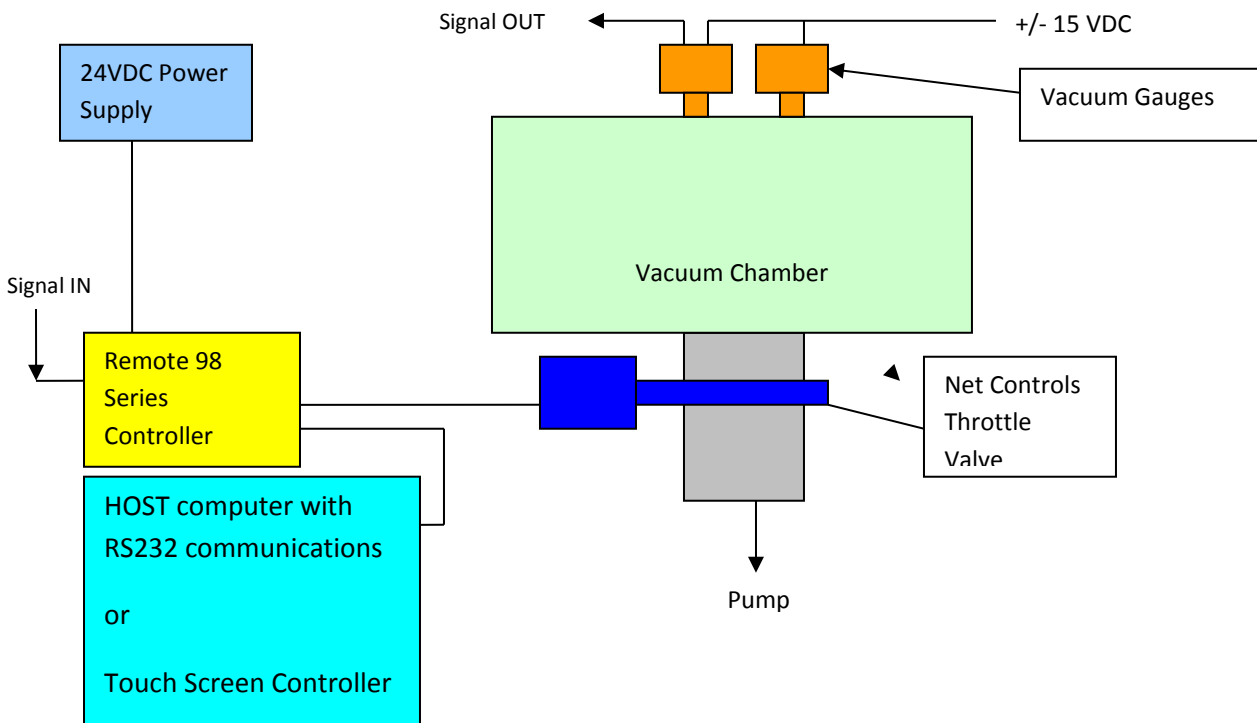 Signal OUT
+/- 15 VDC
24VDC Power
Supply
Vacuum Gauges
Vacuum Chamber
Signal IN
Remote 98
Series
Controller
Net Controls
Throttle
Valve
HOST computer with
RS232 communications
or
Touch Screen Controller
Pump